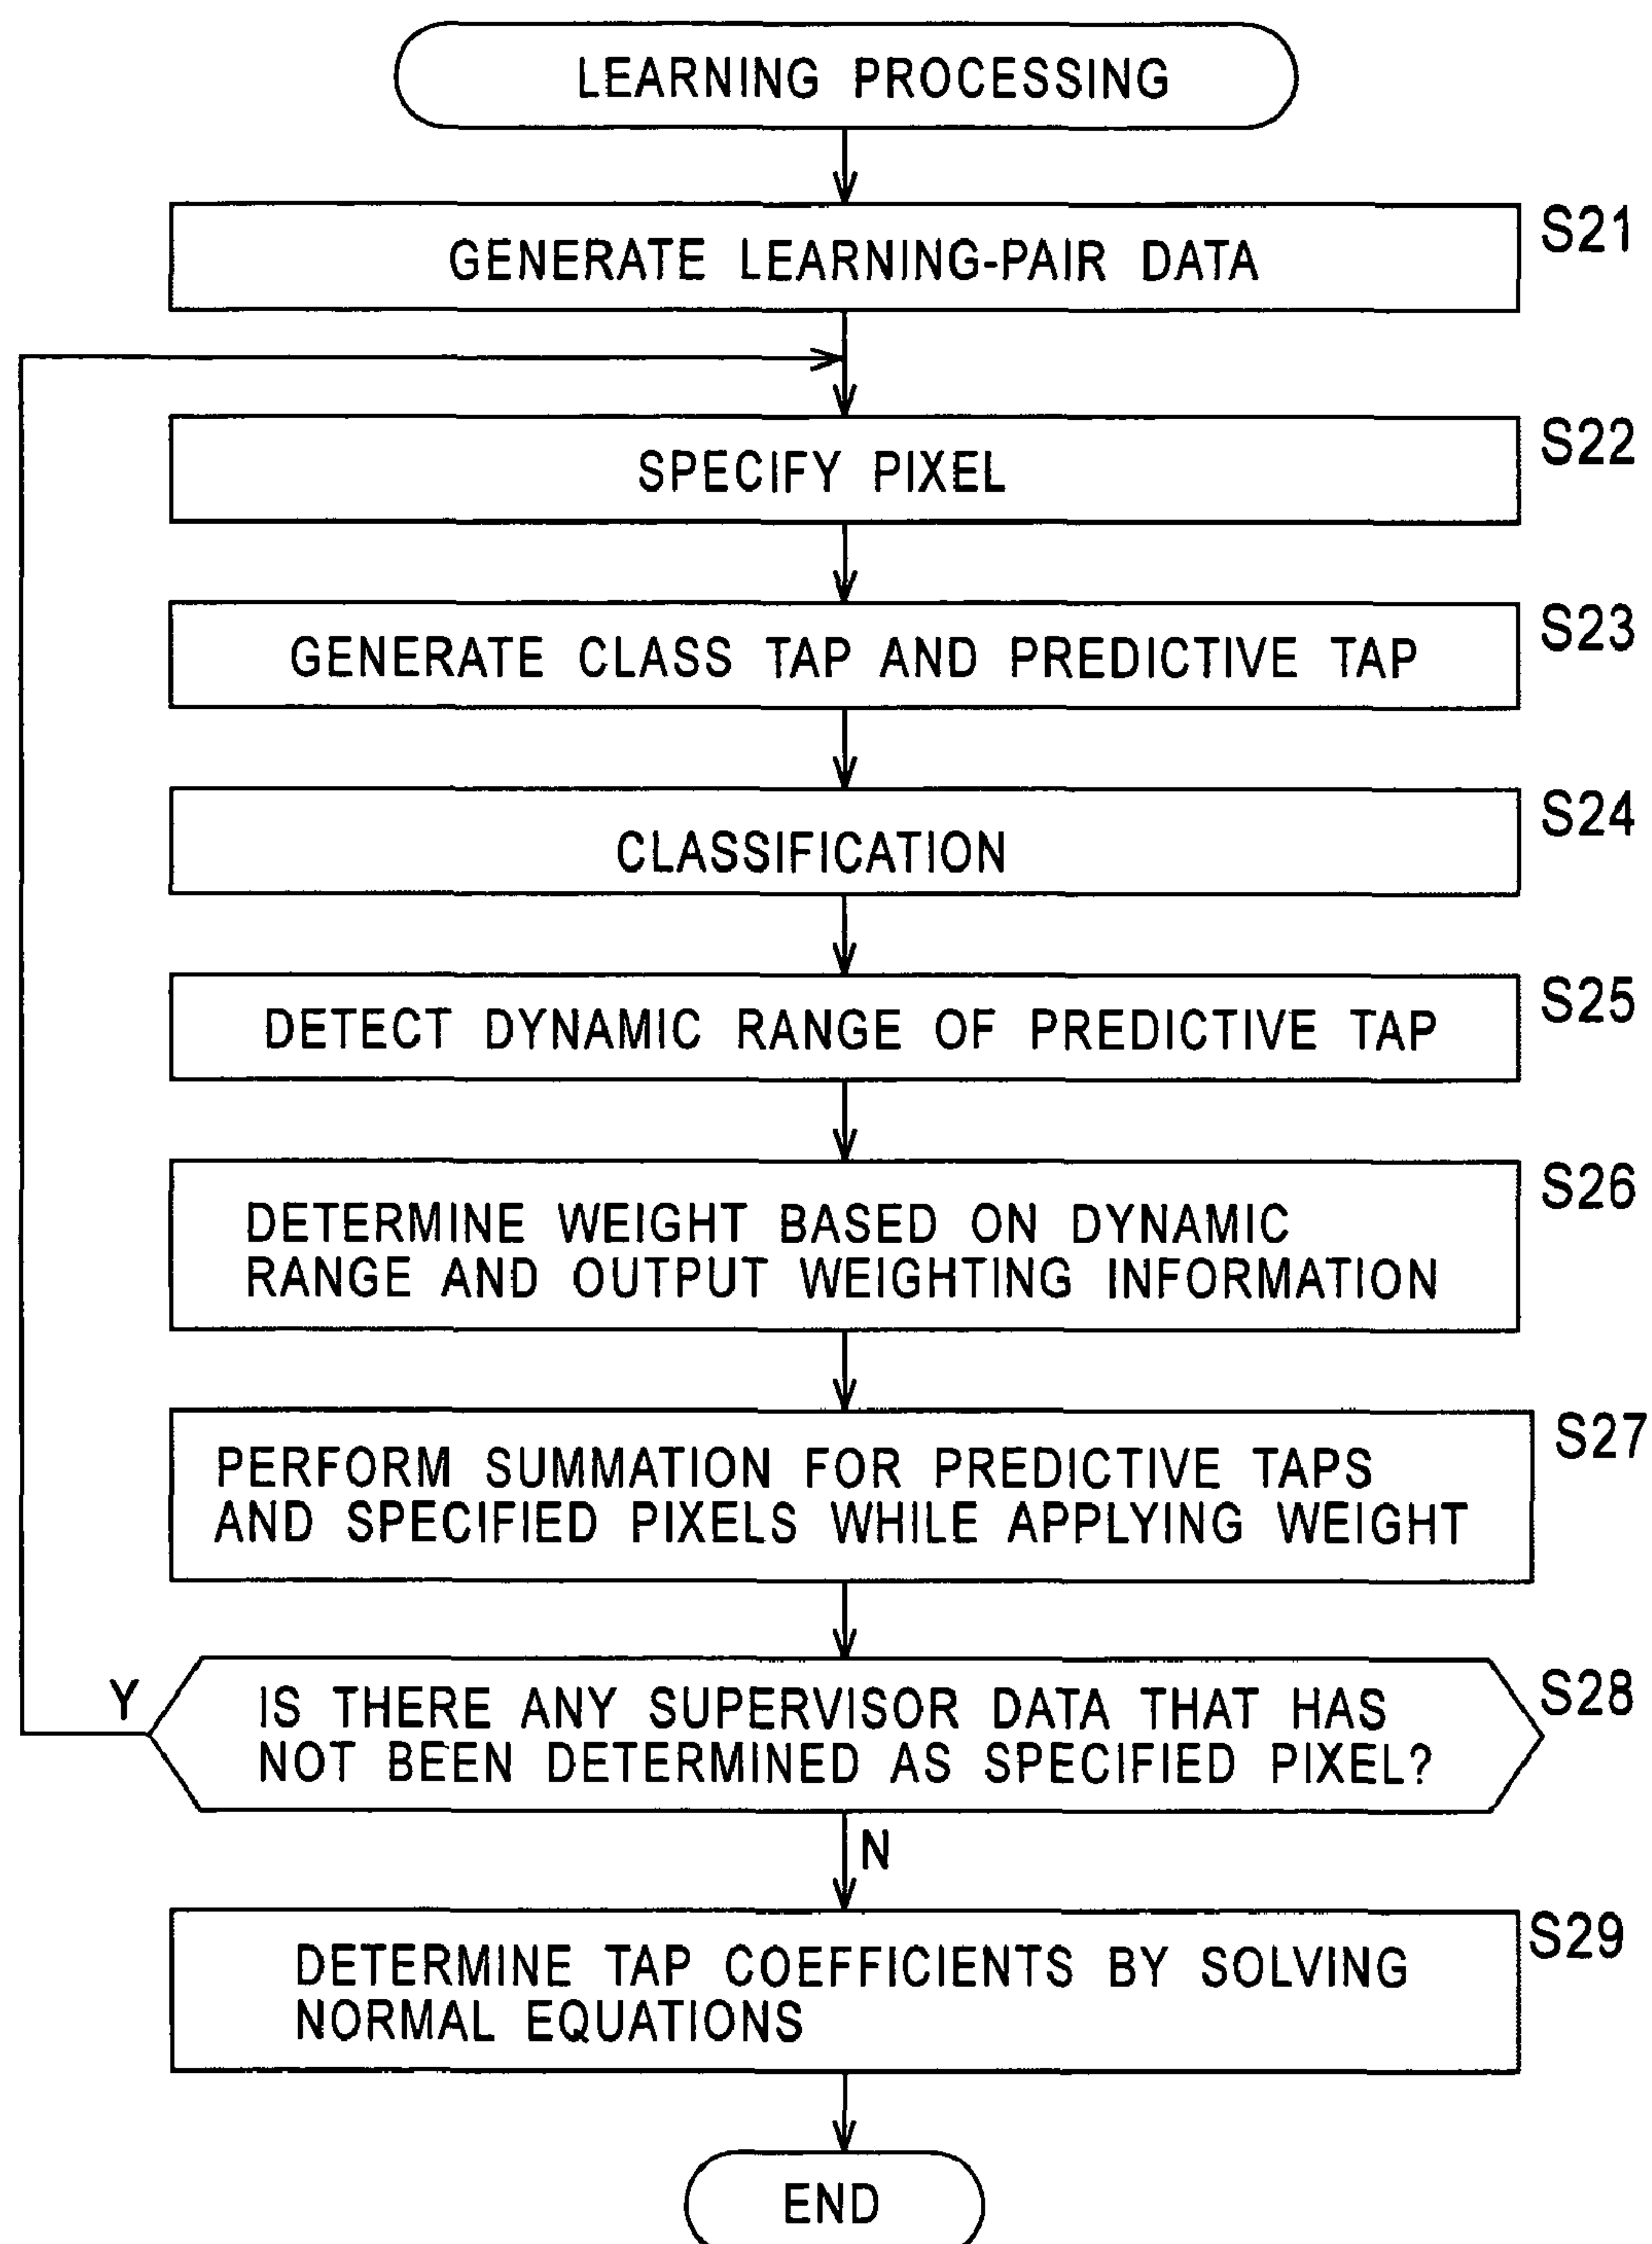 LEARNING PROCESSING
S21
GENERATE LEARNING-PAIR DATA
S22
SPECIFY PIXEL
S23
GENERATE CLASS TAP AND PREDICTIVE TAP
S24
CLASSIFICATION
S25
DETECT DYNAMIC RANGE OF PREDICTIVE TAP
S26
DETERMINE WEIGHT BASED ON DYNAMIC
RANGE AND OUTPUT WEIGHTING INFORMATION
S27
PERFORM SUMMATION FOR PREDICTIVE TAPS
AND SPECIFIED PIXELS WHILE APPLYING WEIGHT
Y
S28
IS THERE ANY SUPERVISOR DATA THAT HAS
NOT BEEN DETERMINED AS SPECIFIED PIXEL?
N
S29
DETERMINE TAP COEFFICIENTS BY SOLVING
NORMAL EQUATIONS
END